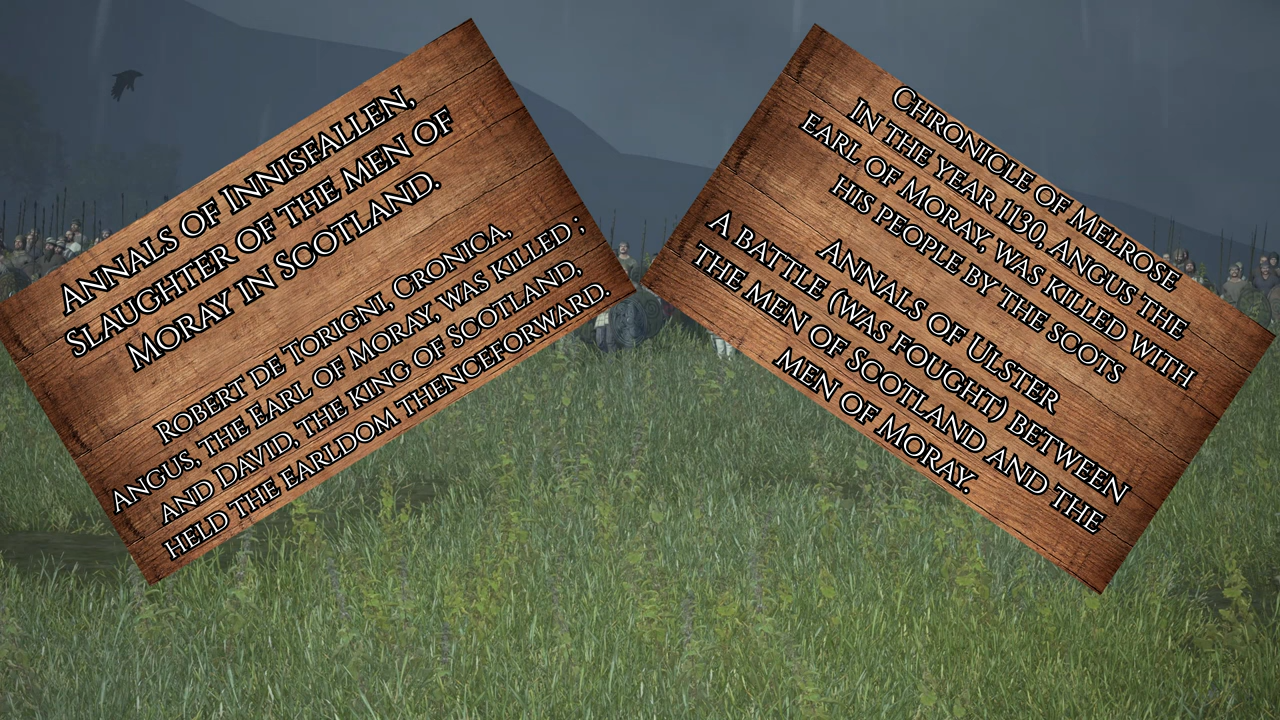 Annals of Innisfallen,
slaughter of the men of
Moray in Scotland.
Robert de Torigni, Cronica,
Angus, the Earl of Moray, was killed ;
and David, the king of Scotland,
held the earldom thenceforward.
Chronicle of Melrose
In the year 1130, Angus the
earl of Moray, was killed with
his people by the Scots
Annals of Ulster
A battle (was fought) between
the men of Scotland and the
men of Moray.